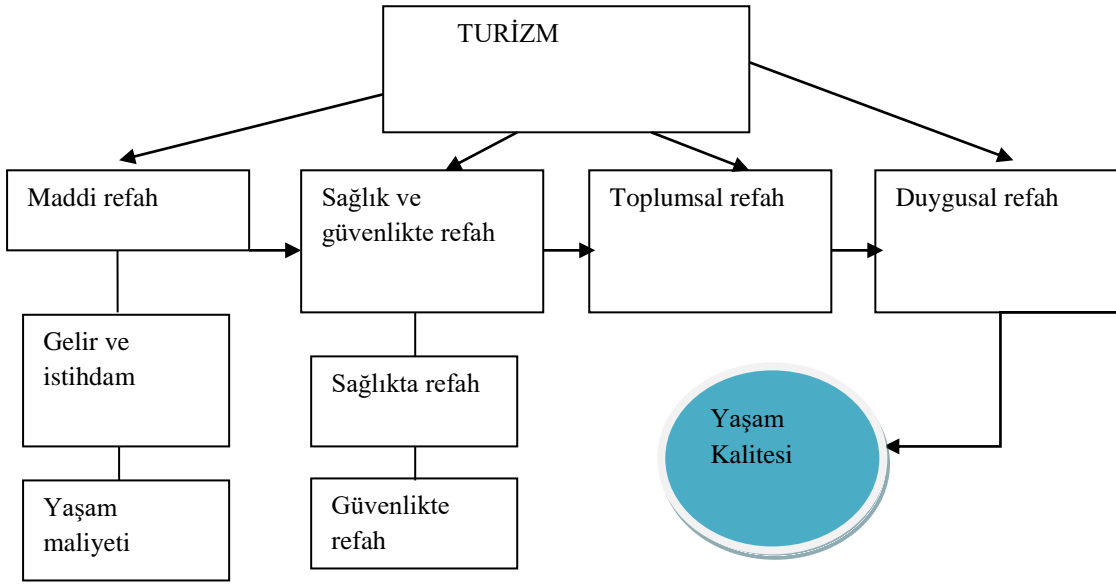 TURİZM
Maddi refah
Sağlık ve
güvenlikte refah
Toplumsal refah
Duygusal refah
Gelir ve
istihdam
Sağlıkta refah
Yaşam
Kalitesi
Yaşam
maliyeti
Güvenlikte
refah